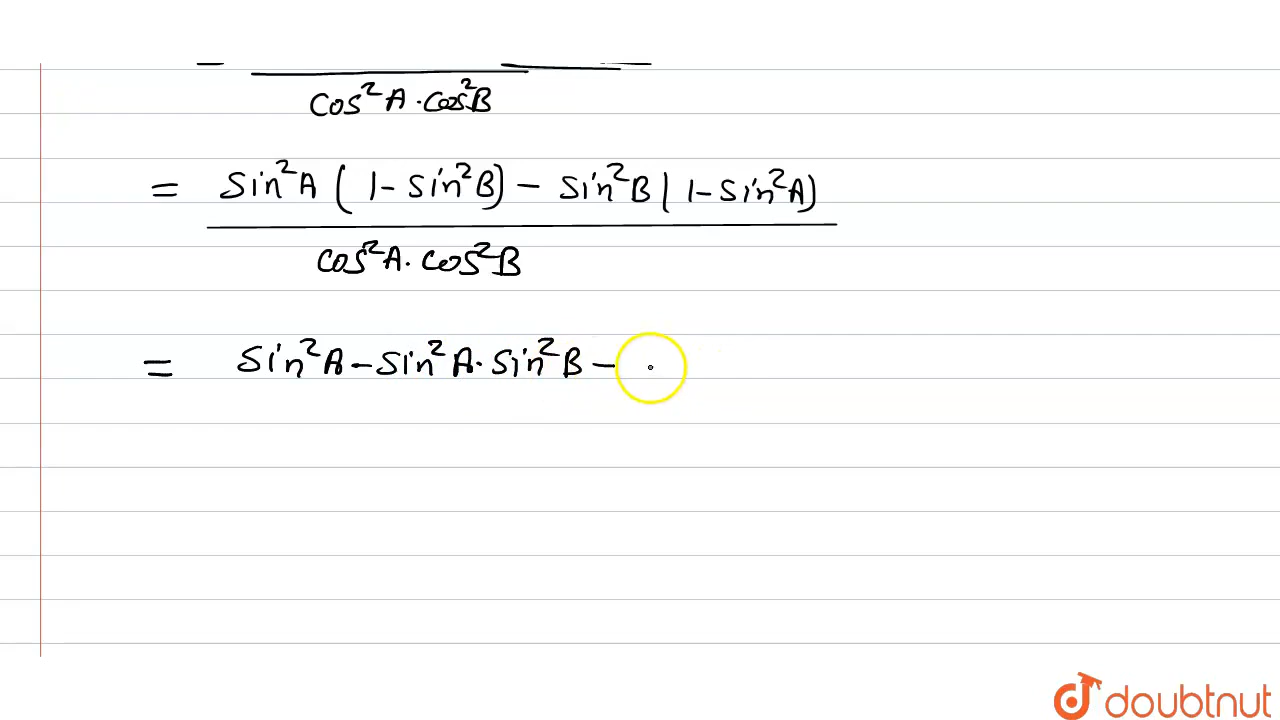 cos²A·cos²B
= sin²A ( 1- sin²B) - sin²B ( 1- sin²A)
cos²A· cos²B
= sin²A - sin²A· sin²B -
doubtnut